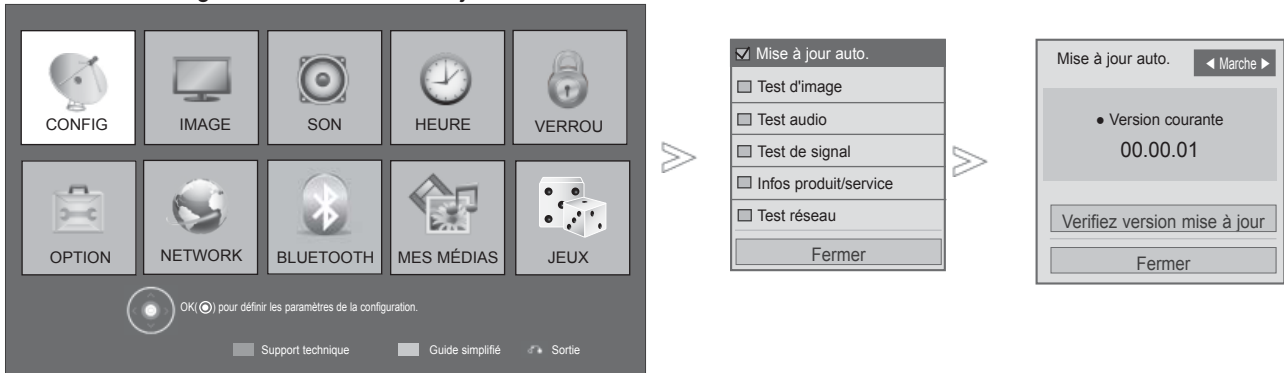 CONFIG
IMAGE
SON
HEURE
VERROU
OPTION
NETWORK
BLUETOOTH
MES MÉDIAS
JEUX
OK(◉) pour définir les paramètres de la configuration.
Support technique
Guide simplifié
Sortie
Mise à jour auto.
Test d'image
Test audio
Test de signal
Infos produit/service
Test réseau
Fermer
Mise à jour auto. ◀ Marche ▶
● Version courante
00.00.01
Verifiez version mise à jour
Fermer